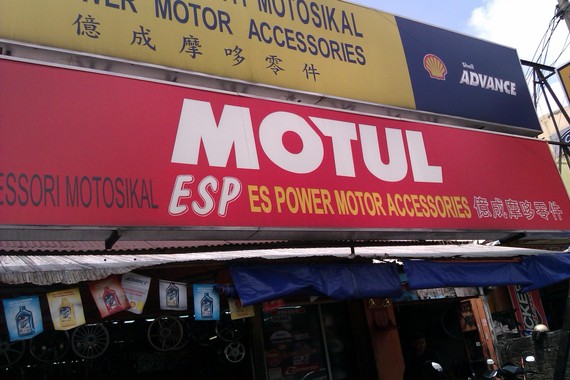 MOTOSIKAL
POWER MOTOR ACCESSORIES
億成摩哆零件
Shell
ADVANCE
MOTUL
ESSORI MOTOSIKAL
ESP
ES POWER MOTOR ACCESSORIES 億成摩哆零件